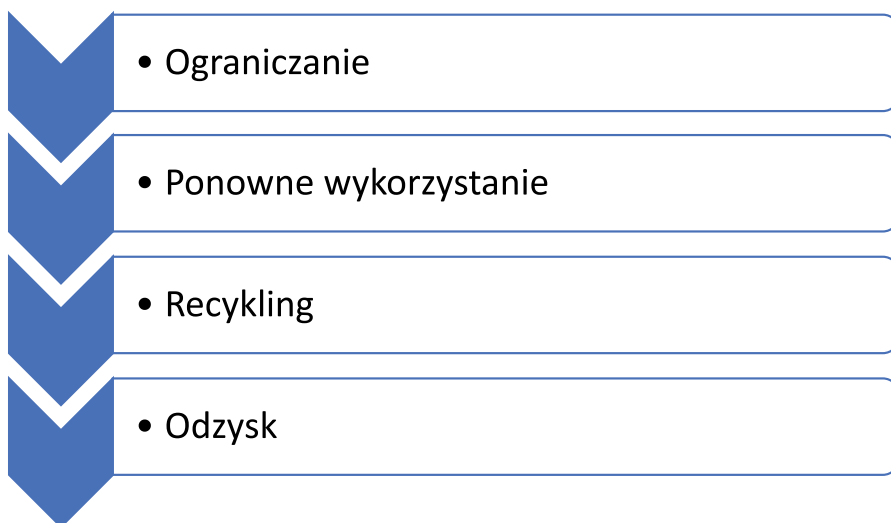 • Ograniczanie
• Ponowne wykorzystanie
• Recykling
• Odzysk